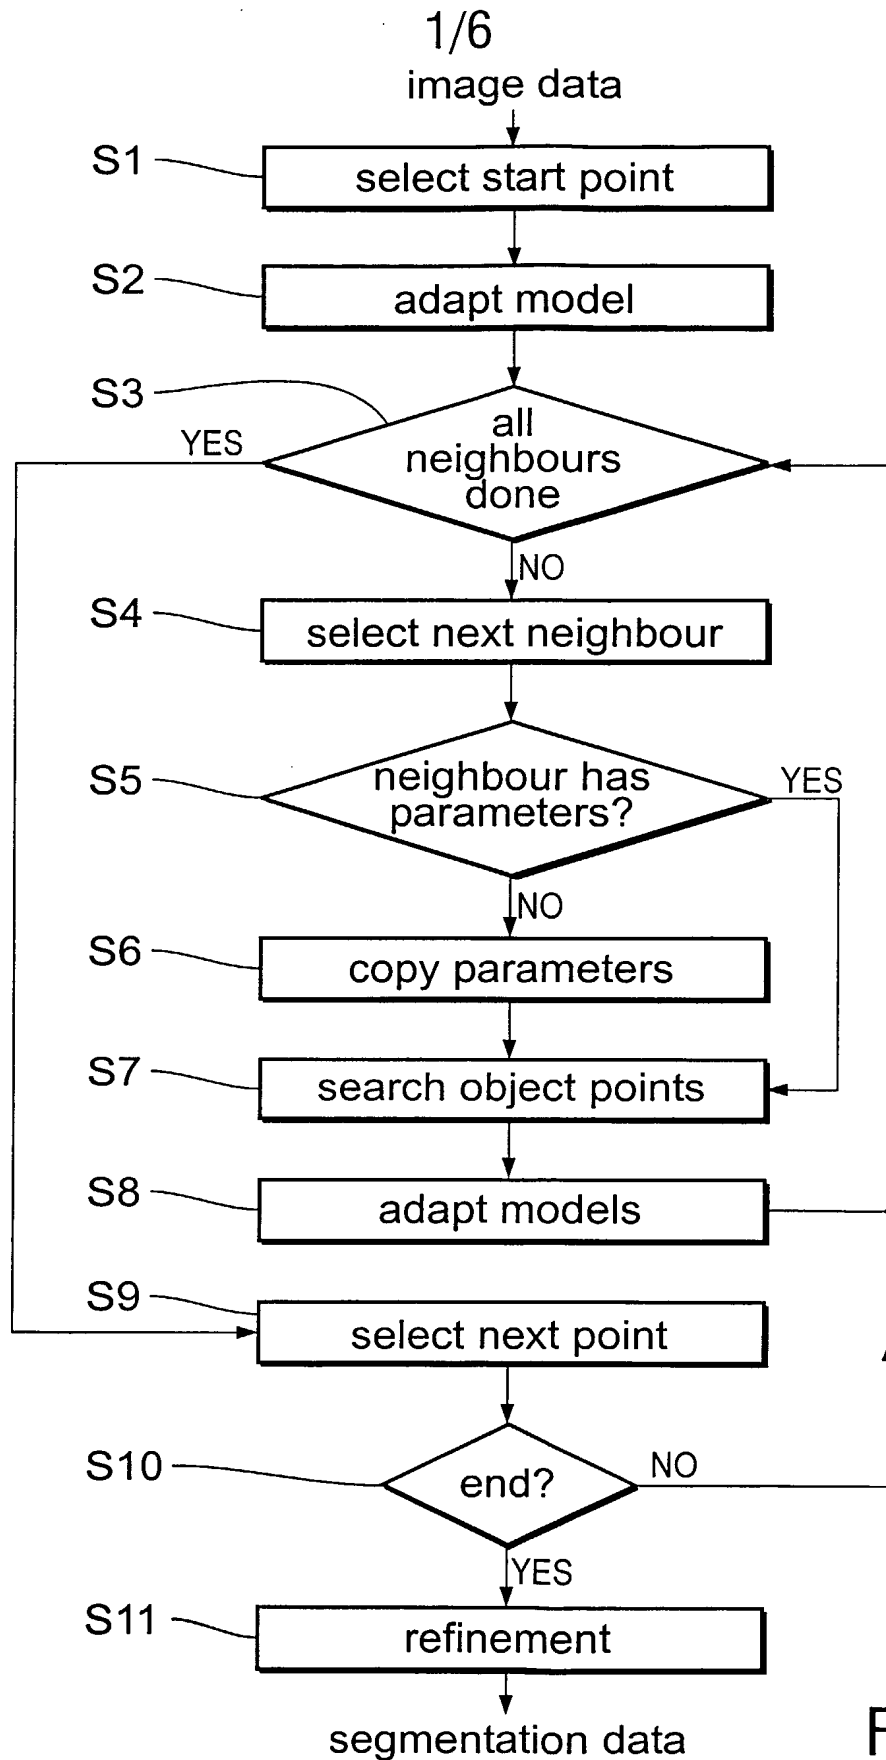 1/6
image data
S1
select start point
S2
adapt model
S3
all
neighbours
done
YES
NO
S4
select next neighbour
S5
neighbour has
parameters?
YES
NO
S6
copy parameters
S7
search object points
S8
adapt models
S9
select next point
S10
end?
NO
YES
S11
refinement
segmentation data